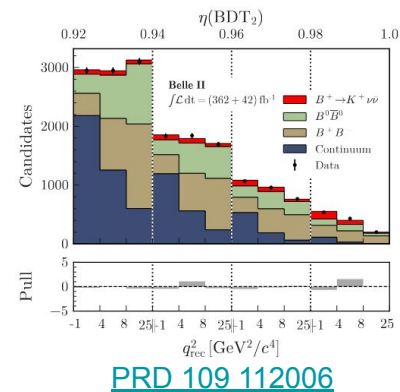 η(BDT₂)
0.92 0.94 0.96 0.98 1.0
Belle II
∫ℒ dt = (362 + 42) fb⁻¹
B⁺→K⁺νν̄
B⁰B̄⁰
B⁺B⁻
Continuum
Data
Candidates
3000
2000
1000
0
Pull
5
0
−5
-1 4 8 25|-1 4 8 25|-1 4 8 25|-1 4 8 25
q²rec [GeV²/c⁴]
PRD 109 112006